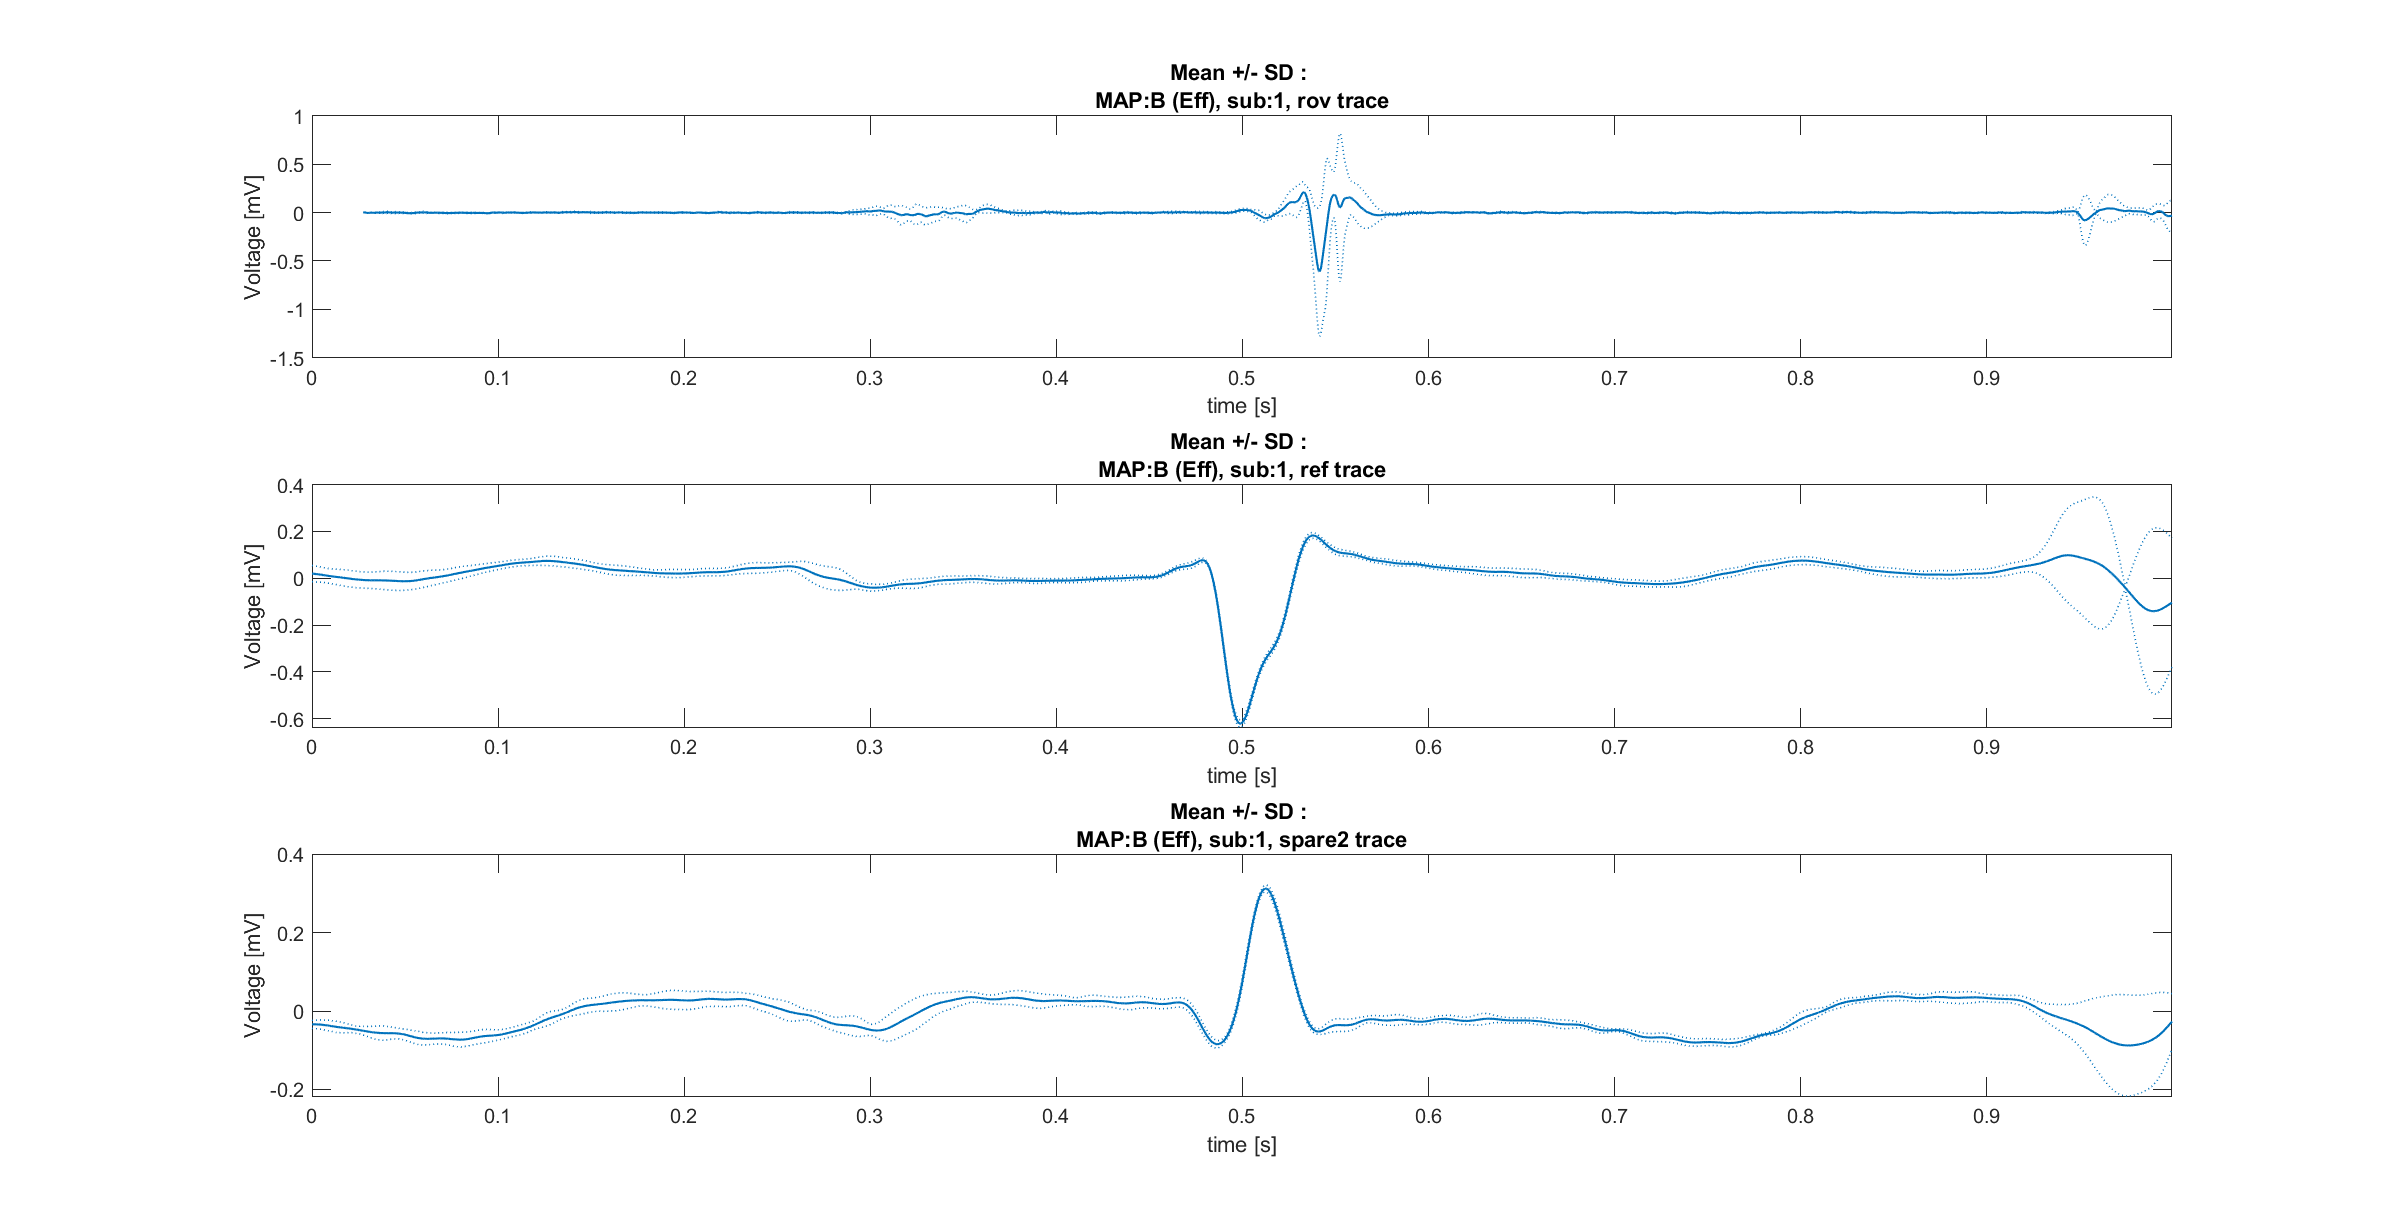 Mean +/- SD :
MAP:B (Eff), sub:1, rov trace
1
0.5
0
-0.5
-1
-1.5
Voltage [mV]
0 0.1 0.2 0.3 0.4 0.5 0.6 0.7 0.8 0.9
time [s]
Mean +/- SD :
MAP:B (Eff), sub:1, ref trace
0.4
0.2
0
-0.2
-0.4
-0.6
Voltage [mV]
0 0.1 0.2 0.3 0.4 0.5 0.6 0.7 0.8 0.9
time [s]
Mean +/- SD :
MAP:B (Eff), sub:1, spare2 trace
0.4
0.2
0
-0.2
Voltage [mV]
0 0.1 0.2 0.3 0.4 0.5 0.6 0.7 0.8 0.9
time [s]